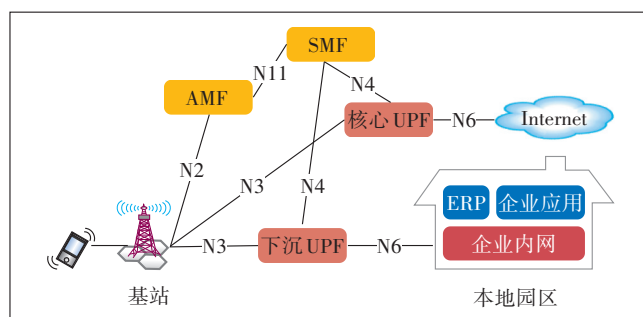 SMF
N11
N4
AMF
核心 UPF
N6
Internet
N2
N3
N4
ERP
企业应用
N3
下沉 UPF
N6
企业内网
基站
本地园区